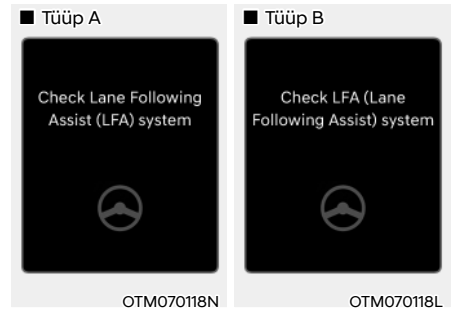 ■ Tüüp A
Check Lane Following
Assist (LFA) system
OTM070118N
■ Tüüp B
Check LFA (Lane
Following Assist) system
OTM070118L